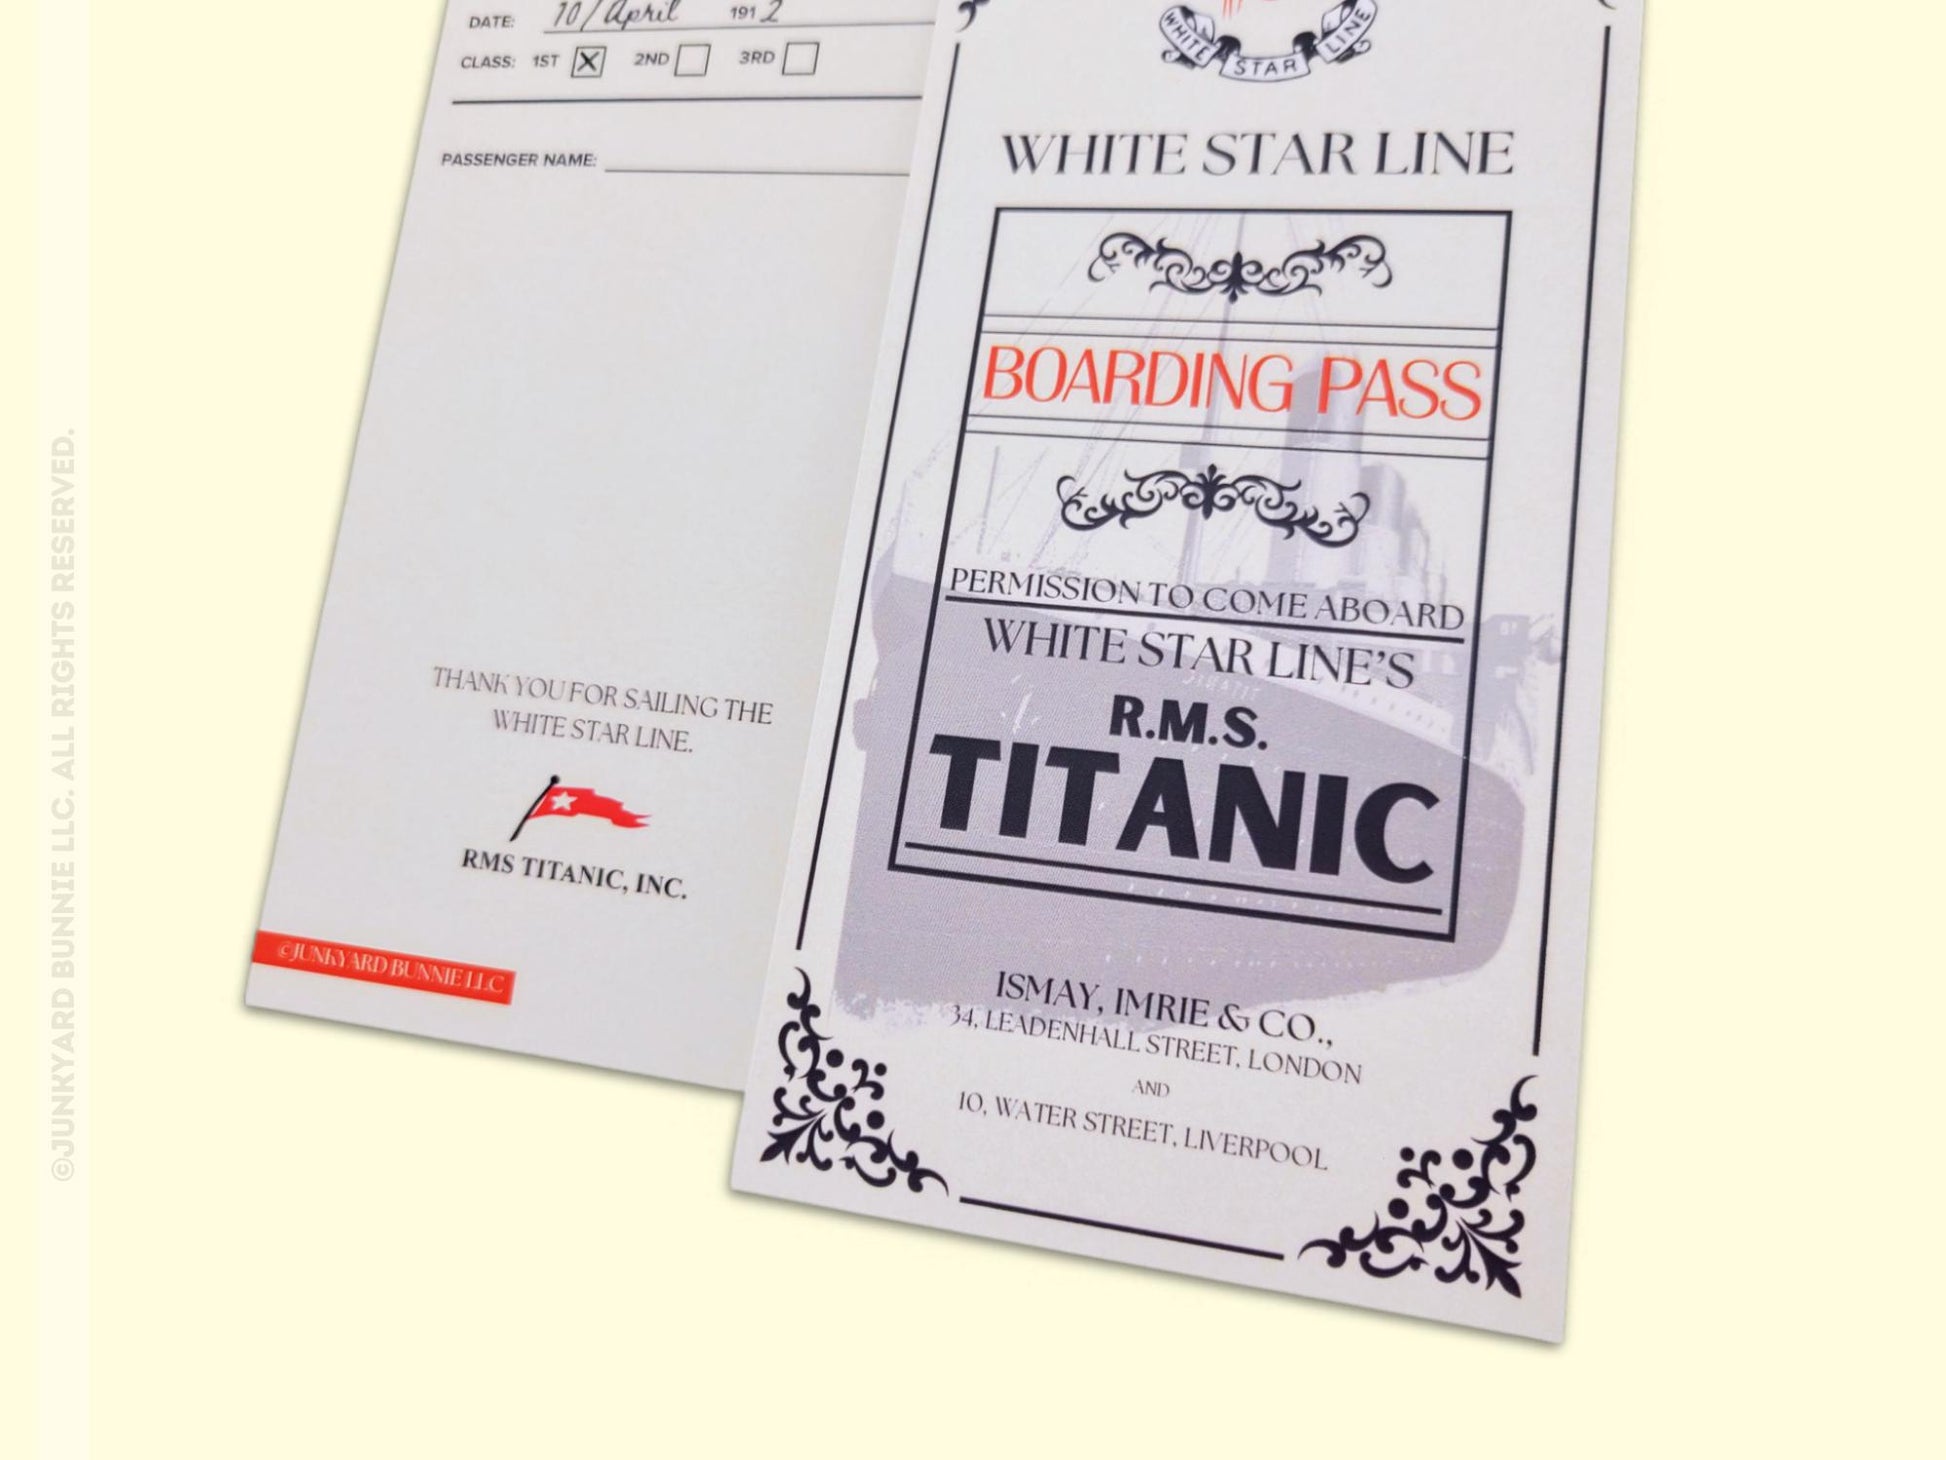 DATE: 10/April 1912
CLASS: 1ST X 2ND 3RD
PASSENGER NAME:
THANK YOU FOR SAILING THE
WHITE STAR LINE.
RMS TITANIC, INC.
©JUNKYARD BUNNIE LLC
WHITE STAR LINE
WHITE STAR LINE
BOARDING PASS
PERMISSION TO COME ABOARD
WHITE STAR LINE'S
R.M.S.
TITANIC
ISMAY, IMRIE & CO.,
34, LEADENHALL STREET, LONDON
AND
10, WATER STREET, LIVERPOOL
©JUNKYARD BUNNIE LLC. ALL RIGHTS RESERVED.